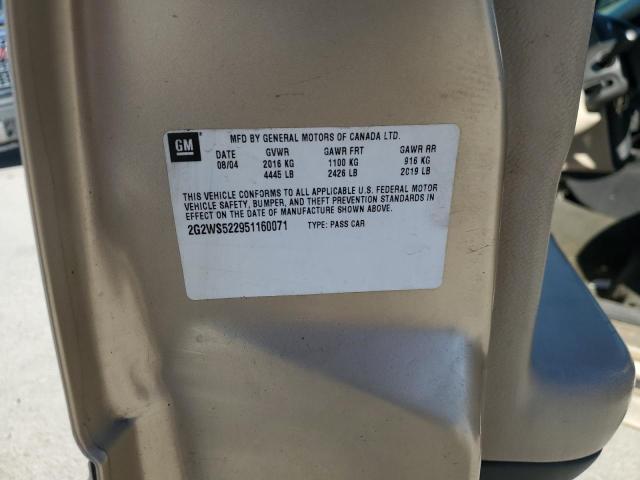 GM
MFD BY GENERAL MOTORS OF CANADA LTD.
DATE GVWR GAWR FRT GAWR RR
08/04 2016 KG 1100 KG 916 KG
4445 LB 2426 LB 2019 LB
THIS VEHICLE CONFORMS TO ALL APPLICABLE U.S. FEDERAL MOTOR
VEHICLE SAFETY, BUMPER, AND THEFT PREVENTION STANDARDS IN
EFFECT ON THE DATE OF MANUFACTURE SHOWN ABOVE.
2G2WS522951160071 TYPE: PASS CAR